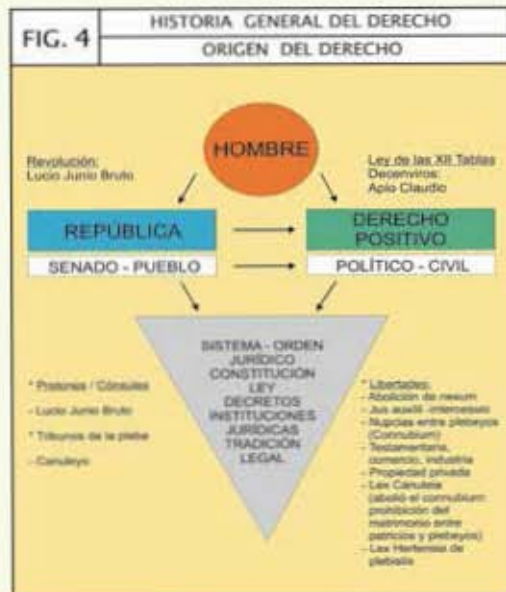 FIG. 4
HISTORIA GENERAL DEL DERECHO
ORIGEN DEL DERECHO
HOMBRE
Revolución:
Lucio Junio Bruto
Ley de las XII Tablas
Decenviros:
Apio Claudio
REPÚBLICA
SENADO - PUEBLO
DERECHO
POSITIVO
POLÍTICO - CIVIL
SISTEMA - ORDEN
JURÍDICO
CONSTITUCIÓN
LEY
DECRETOS
INSTITUCIONES
JURÍDICAS
TRADICIÓN
LEGAL
* Pretores / Cónsules
- Lucio Junio Bruto
* Tribunos de la plebe
- Canuleyo
* Libertades:
- Abolición de nexum
- Jus auxilii -intercessio
- Nupcias entre plebeyos
(Connubium)
- Testamentaria,
comercio, industria
- Propiedad privada
- Lex Canuleia
(abolió el connubium
prohibición del
matrimonio entre
patricios y plebeyos)
- Lex Hortensia de